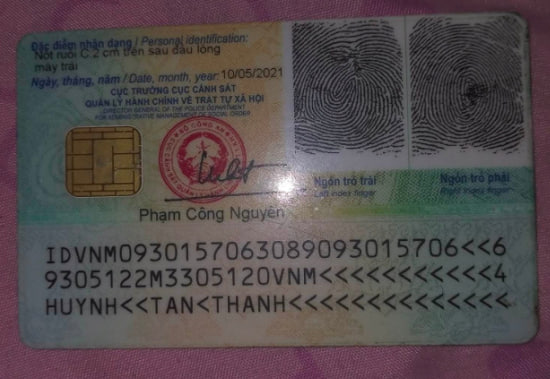 Đặc điểm nhận dạng / Personal identification:
Nốt ruồi C.2 cm trên sau đầu lông
mày trái
Ngày, tháng, năm / Date, month, year: 10/05/2021
CỤC TRƯỞNG CỤC CẢNH SÁT
QUẢN LÝ HÀNH CHÍNH VỀ TRẬT TỰ XÃ HỘI
DIRECTOR GENERAL OF THE POLICE DEPARTMENT
FOR ADMINISTRATIVE MANAGEMENT OF SOCIAL ORDER
Ngón trỏ trái
Left index finger
Ngón trỏ phải
Right index finger
Phạm Công Nguyên
IDVNM0930157063089093015706<<6
9305122M3305120VNM<<<<<<<<<<<4
HUYNH<<TAN<THANH<<<<<<<<<<<<<<